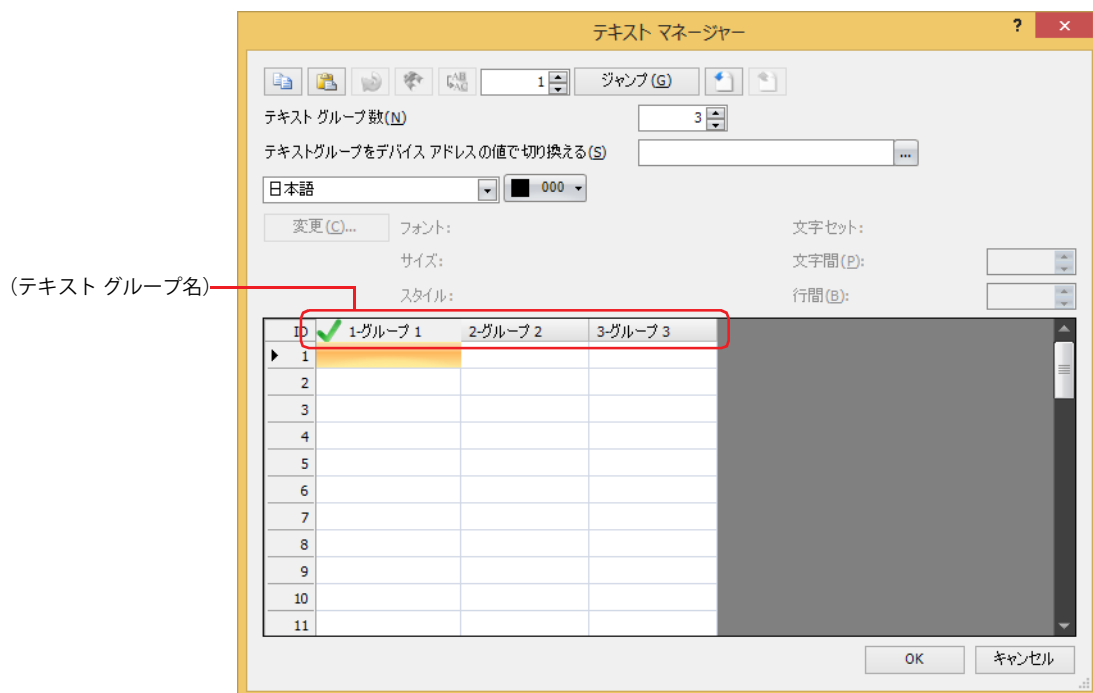 テキスト マネージャー ? ×
1 ジャンプ(G)
テキスト グループ数(N) 3
テキストグループをデバイス アドレスの値で切り換える(S) ...
日本語 000
変更(C)... フォント: 文字セット:
サイズ: 文字間(P):
(テキスト グループ名)
スタイル: 行間(B):
ID 1-グループ 1 2-グループ 2 3-グループ 3
1
2
3
4
5
6
7
8
9
10
11
OK キャンセル